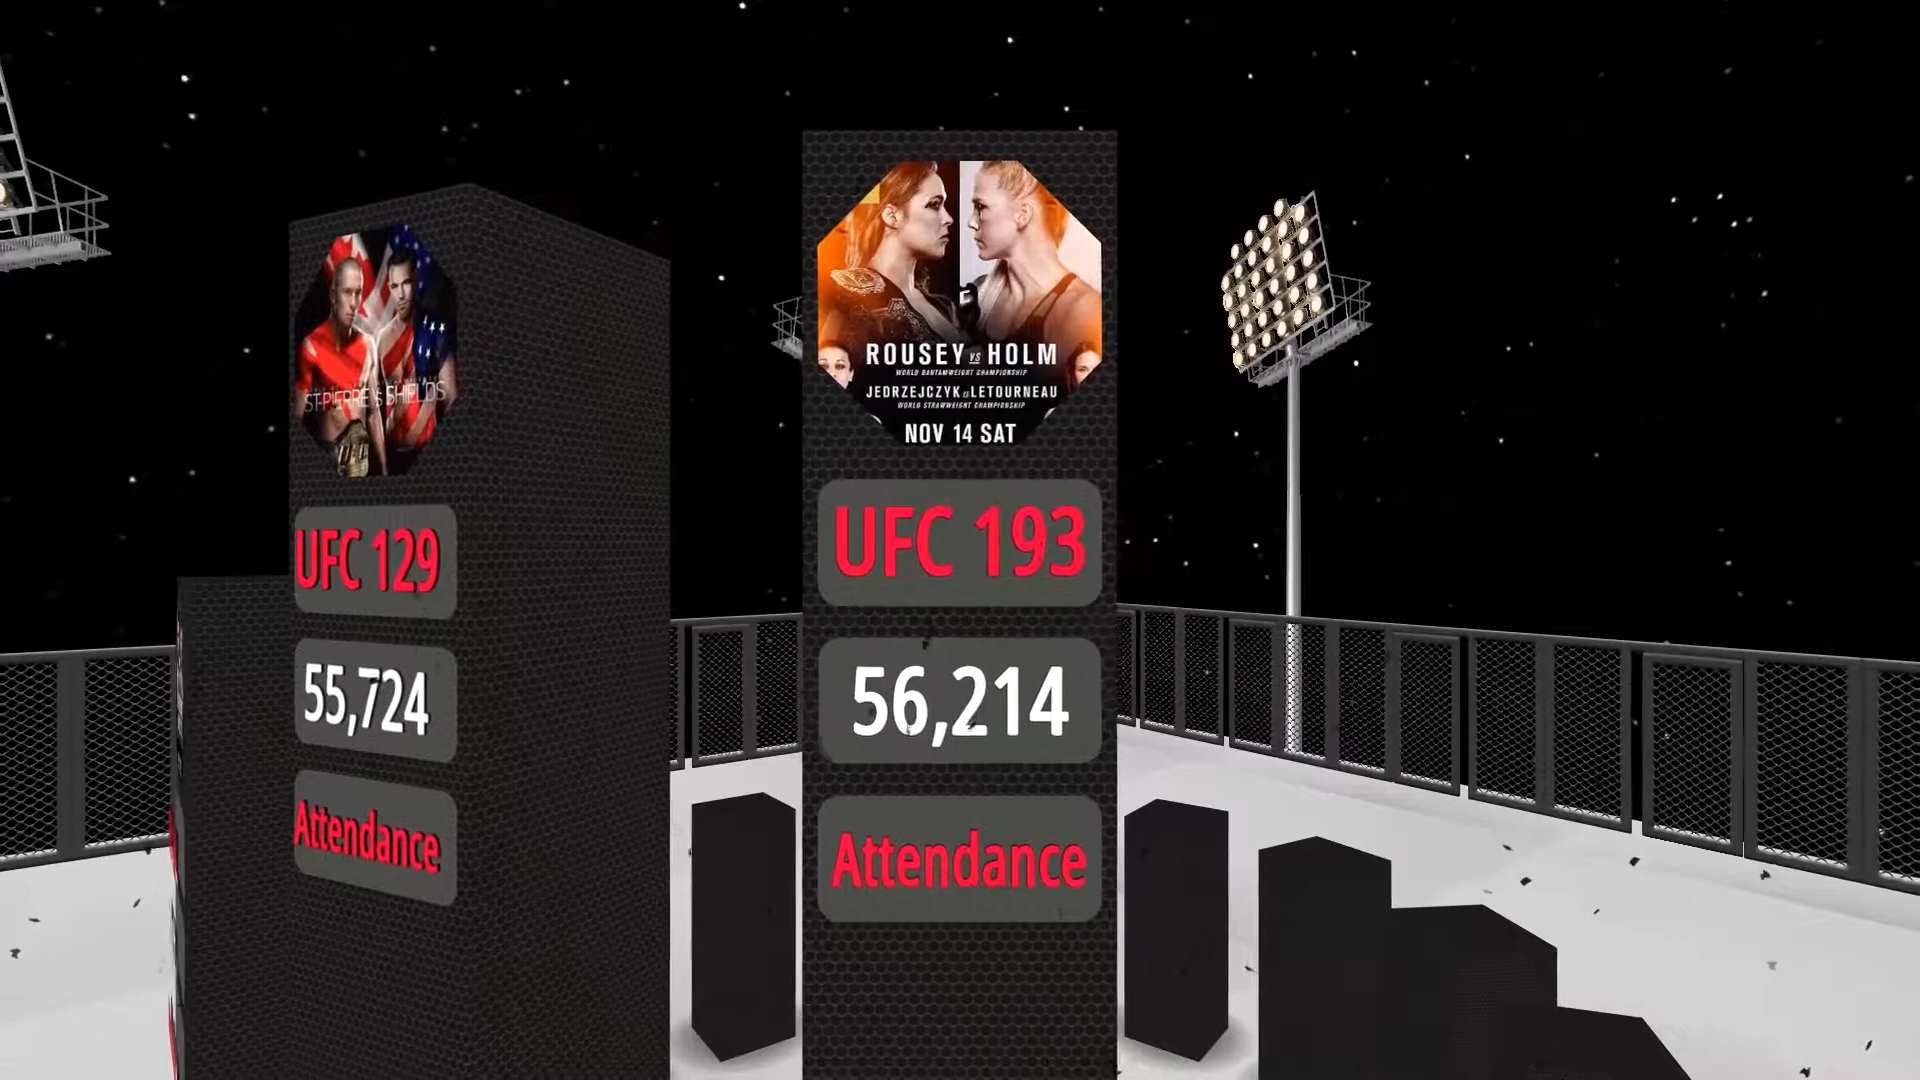 ST-PIERRE VS SHIELDS
UFC 129
55,724
Attendance
ROUSEY VS HOLM
WORLD BANTAMWEIGHT CHAMPIONSHIP
JEDRZEJCZYK VS LETOURNEAU
WORLD STRAWWEIGHT CHAMPIONSHIP
NOV 14 SAT
UFC 193
56,214
Attendance